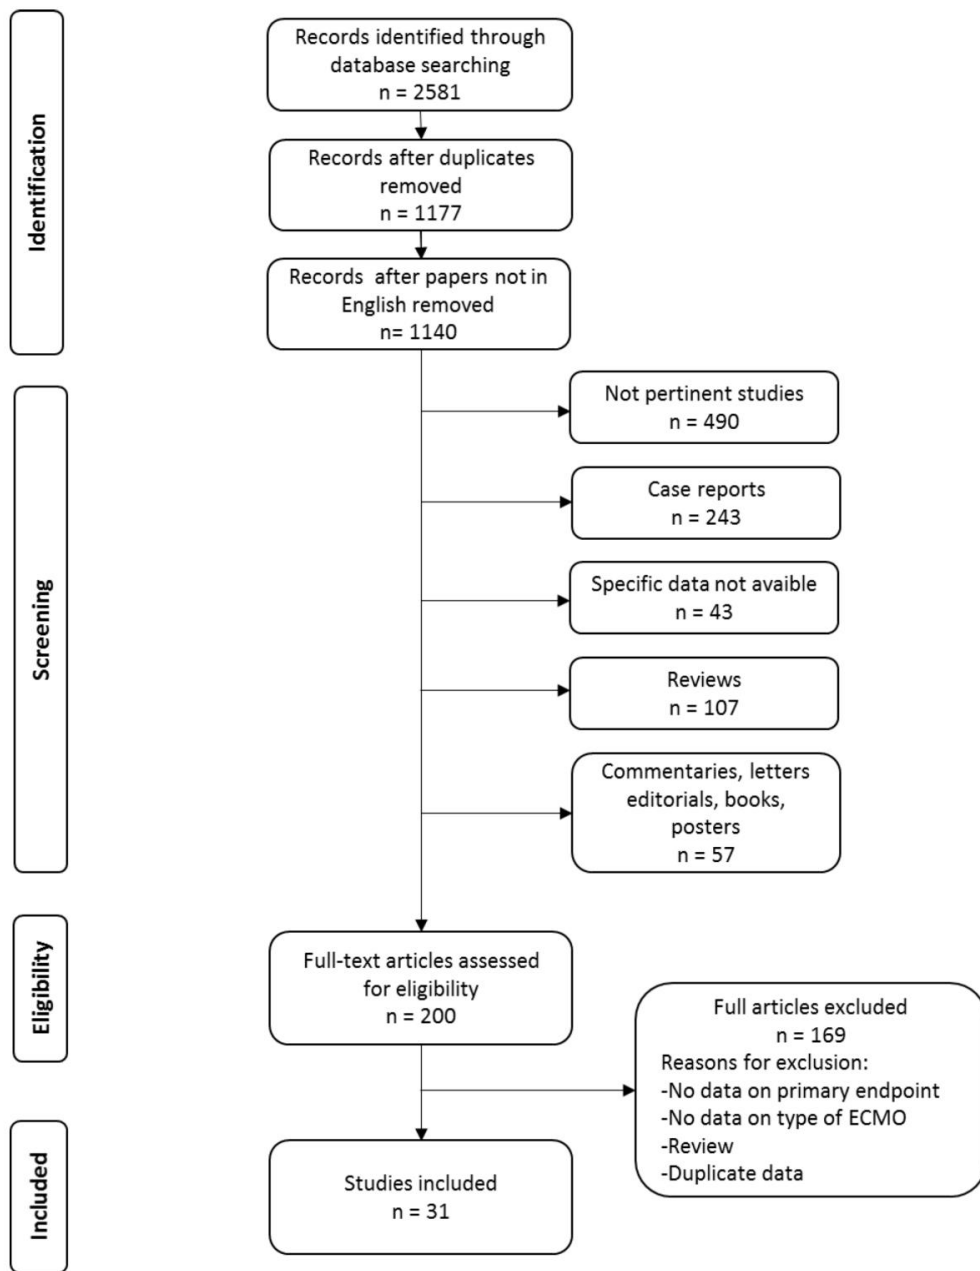 Identification
Records identified through
database searching
n = 2581
Records after duplicates
removed
n = 1177
Records after papers not in
English removed
n= 1140
Screening
Not pertinent studies
n = 490
Case reports
n = 243
Specific data not avaible
n = 43
Reviews
n = 107
Commentaries, letters
editorials, books,
posters
n = 57
Eligibility
Full-text articles assessed
for eligibility
n = 200
Full articles excluded
n = 169
Reasons for exclusion:
-No data on primary endpoint
-No data on type of ECMO
-Review
-Duplicate data
Included
Studies included
n = 31